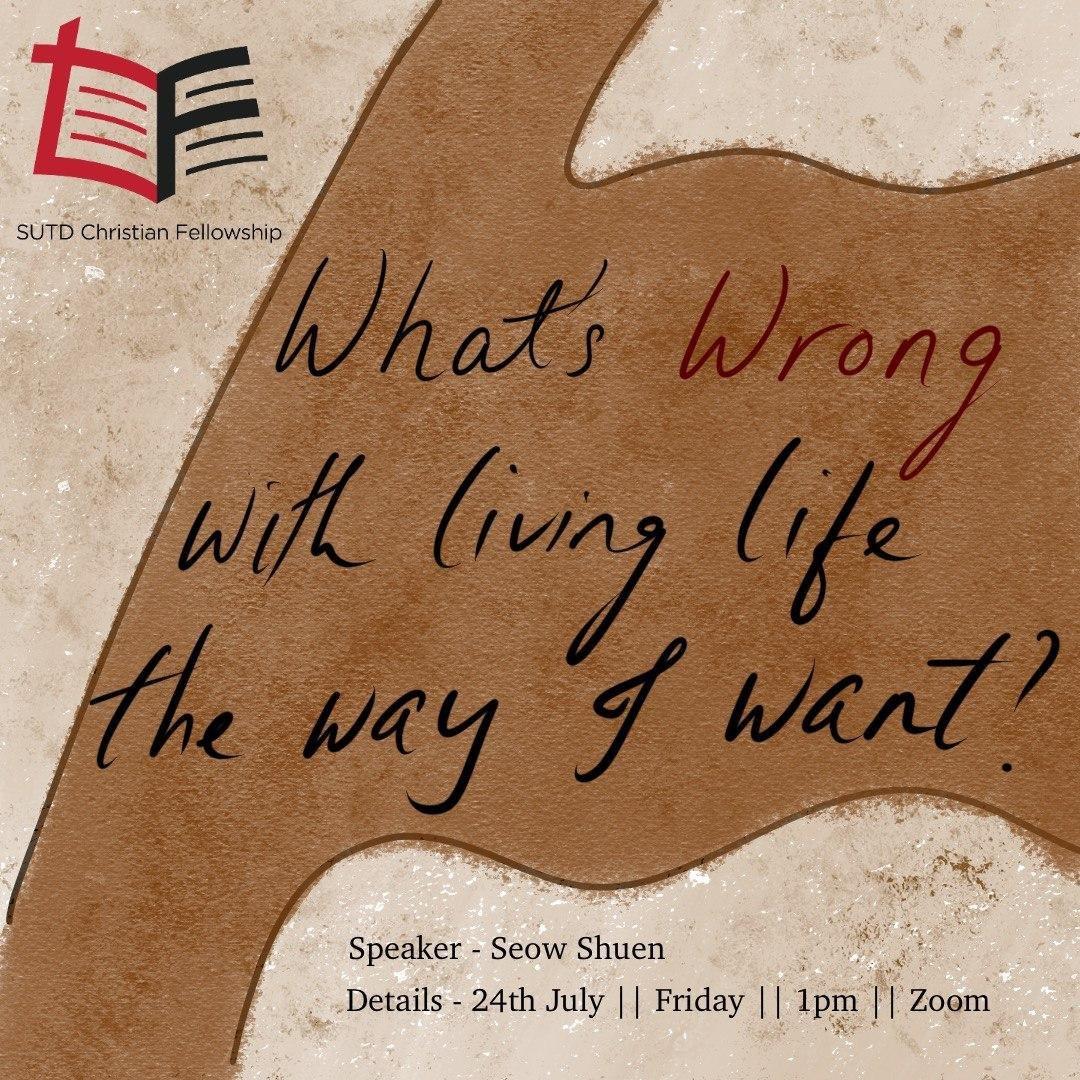 SUTD Christian Fellowship
What's Wrong
with living life
the way I want?
Speaker - Seow Shuen
Details - 24th July || Friday || 1pm || Zoom